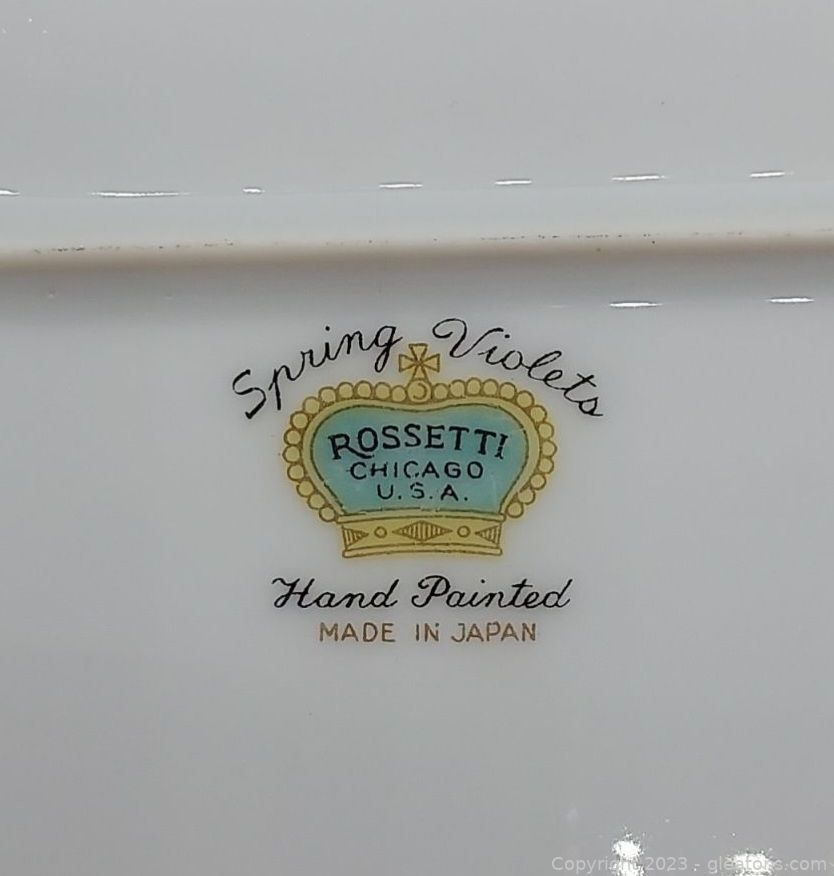 Spring Violets
ROSSETTI
CHICAGO
U.S.A.
Hand Painted
MADE IN JAPAN
Copyright 2023 - gleatons.com